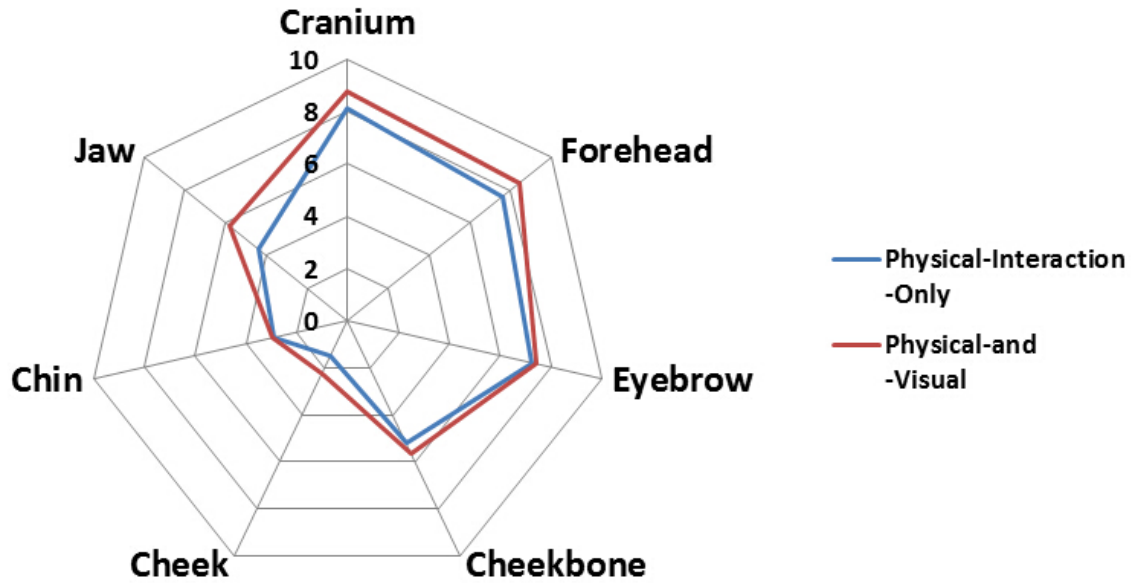 Cranium
10
8
6
4
2
0
Jaw
Forehead
Chin
Eyebrow
Cheek
Cheekbone
Physical-Interaction
-Only
Physical-and
-Visual